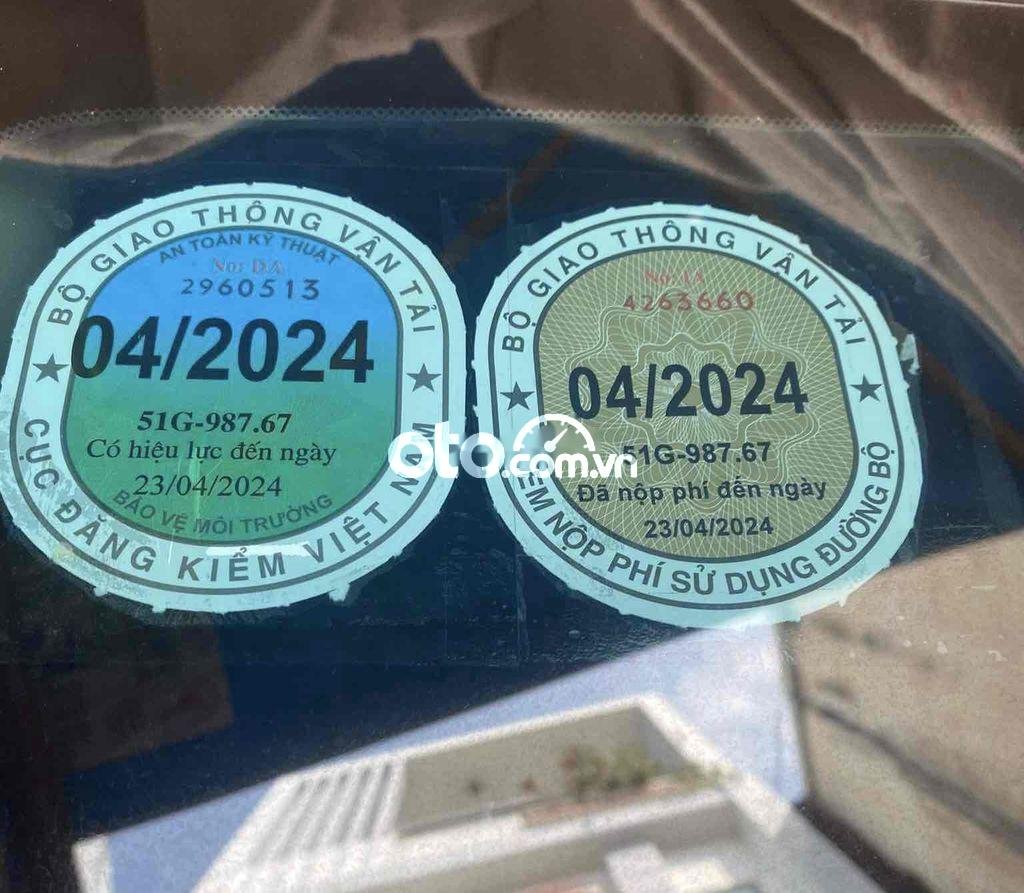 BỘ GIAO THÔNG VẬN TẢI
AN TOÀN KỸ THUẬT
No: DA
2960513
04/2024
51G-987.67
Có hiệu lực đến ngày
23/04/2024
BẢO VỆ MÔI TRƯỜNG
CỤC ĐĂNG KIỂM VIỆT NAM
BỘ GIAO THÔNG VẬN TẢI
4263660
04/2024
51G-987.67
Đã nộp phí đến ngày
23/04/2024
NỘP PHÍ SỬ DỤNG ĐƯỜNG BỘ
oto.com.vn